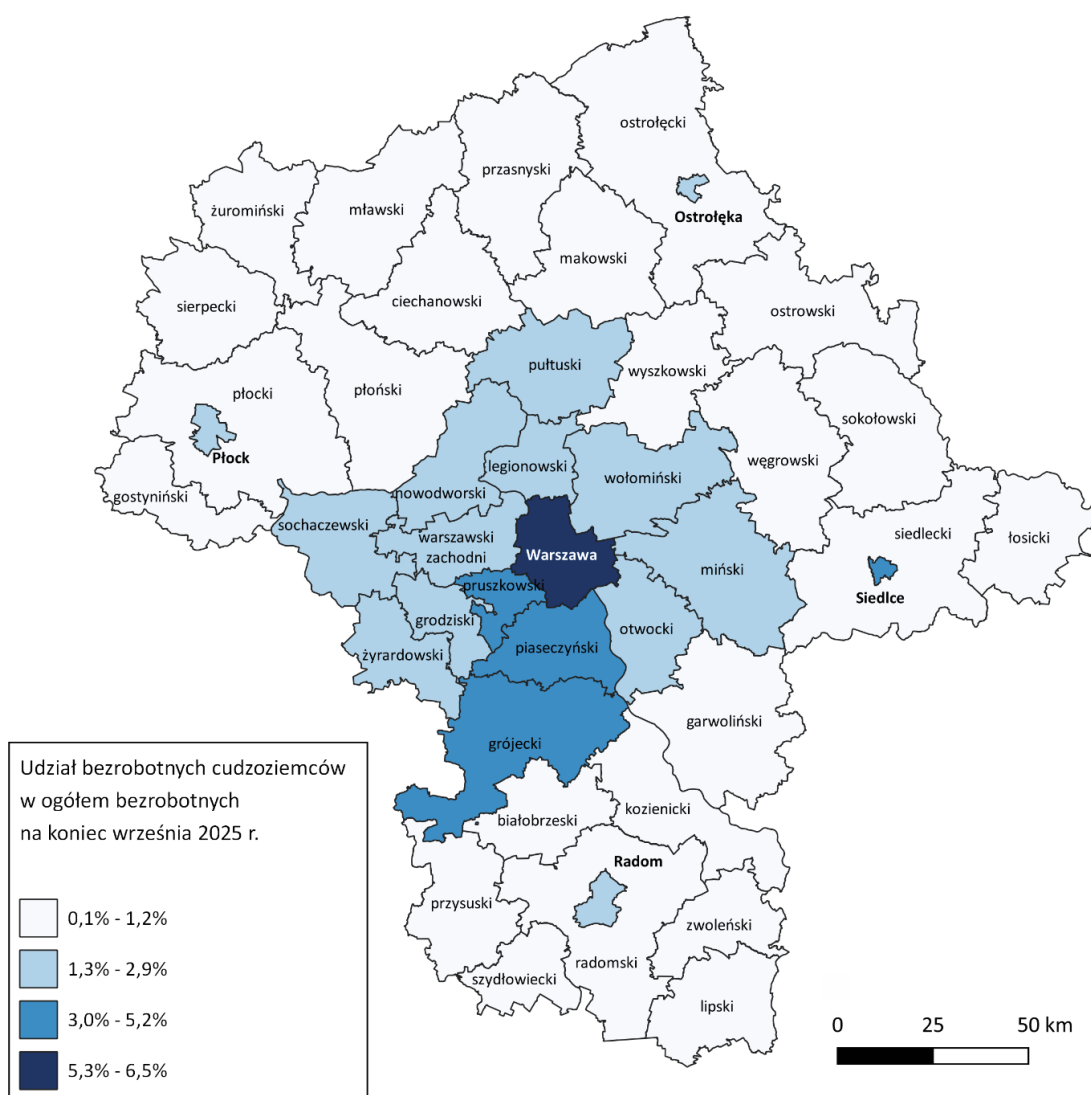 ostrołęcki
przasnyski
Ostrołęka
żuromiński
mławski
makowski
sierpecki
ciechanowski
ostrowski
pułtuski
wyszkowski
płocki
płoński
sokołowski
Płock
legionowski
wołomiński
węgrowski
gostyniński
nowodworski
sochaczewski
warszawski
zachodni
Warszawa
siedlecki
łosicki
miński
pruszkowski
Siedlce
grodziski
otwocki
żyrardowski
piaseczyński
garwoliński
grójecki
kozienicki
białobrzeski
Radom
przysuski
zwoleński
radomski
szydłowiecki
lipski
Udział bezrobotnych cudzoziemców
w ogółem bezrobotnych
na koniec września 2025 r.
0,1% - 1,2%
1,3% - 2,9%
3,0% - 5,2%
5,3% - 6,5%
0 25 50 km